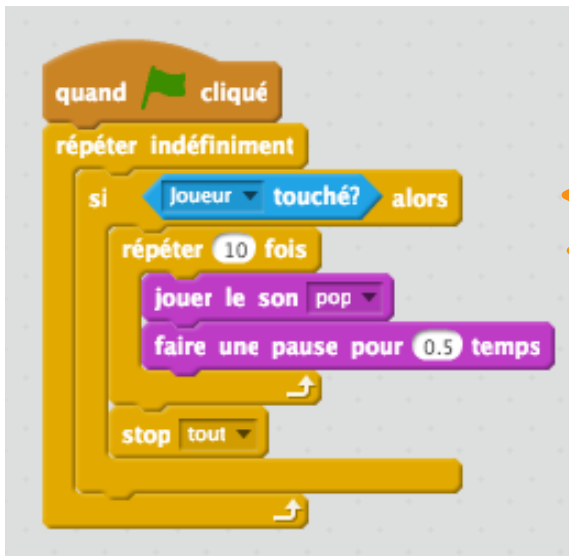 quand cliqué
répéter indéfiniment
si Joueur touché? alors
répéter 10 fois
jouer le son pop
faire une pause pour 0.5 temps
stop tout